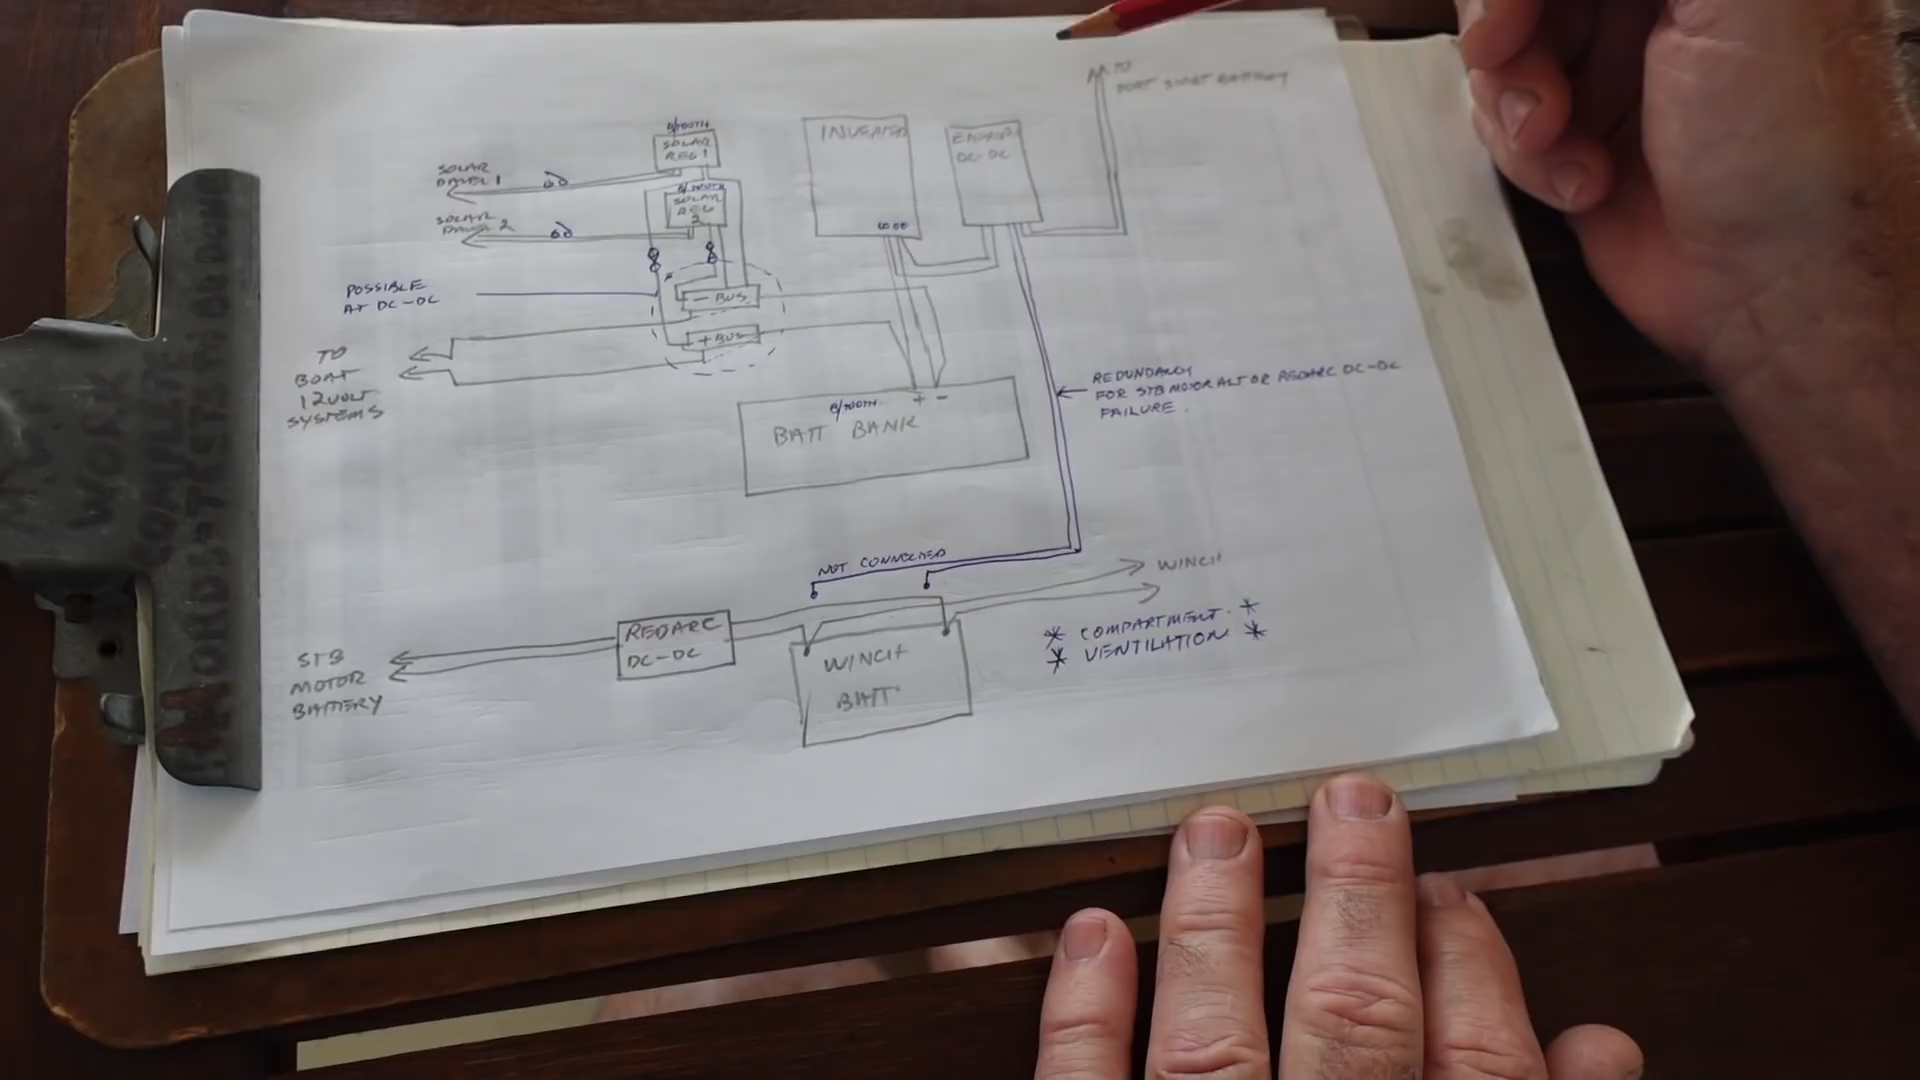 TO
PORT START BATTERY
B/TOOTH
SOLAR
REG 1
INVERTER
DC-DC
SOLAR
PANEL 1
B/TOOTH
SOLAR
REG
2
SOLAR
PANEL 2
POSSIBLE
AT DC-DC
- BUS
+ BUS
TO
BOAT
12VOLT
SYSTEMS
REDUNDANCY
FOR STB MOTOR ALT OR REDARC DC-DC
FAILURE.
B/TOOTH.
+ -
BATT BANK
NOT CONNECTED
WINCH
* COMPARTMENT. *
* VENTILATION *
REDARC
DC-DC
STB
MOTOR
BATTERY
WINCH
BATT